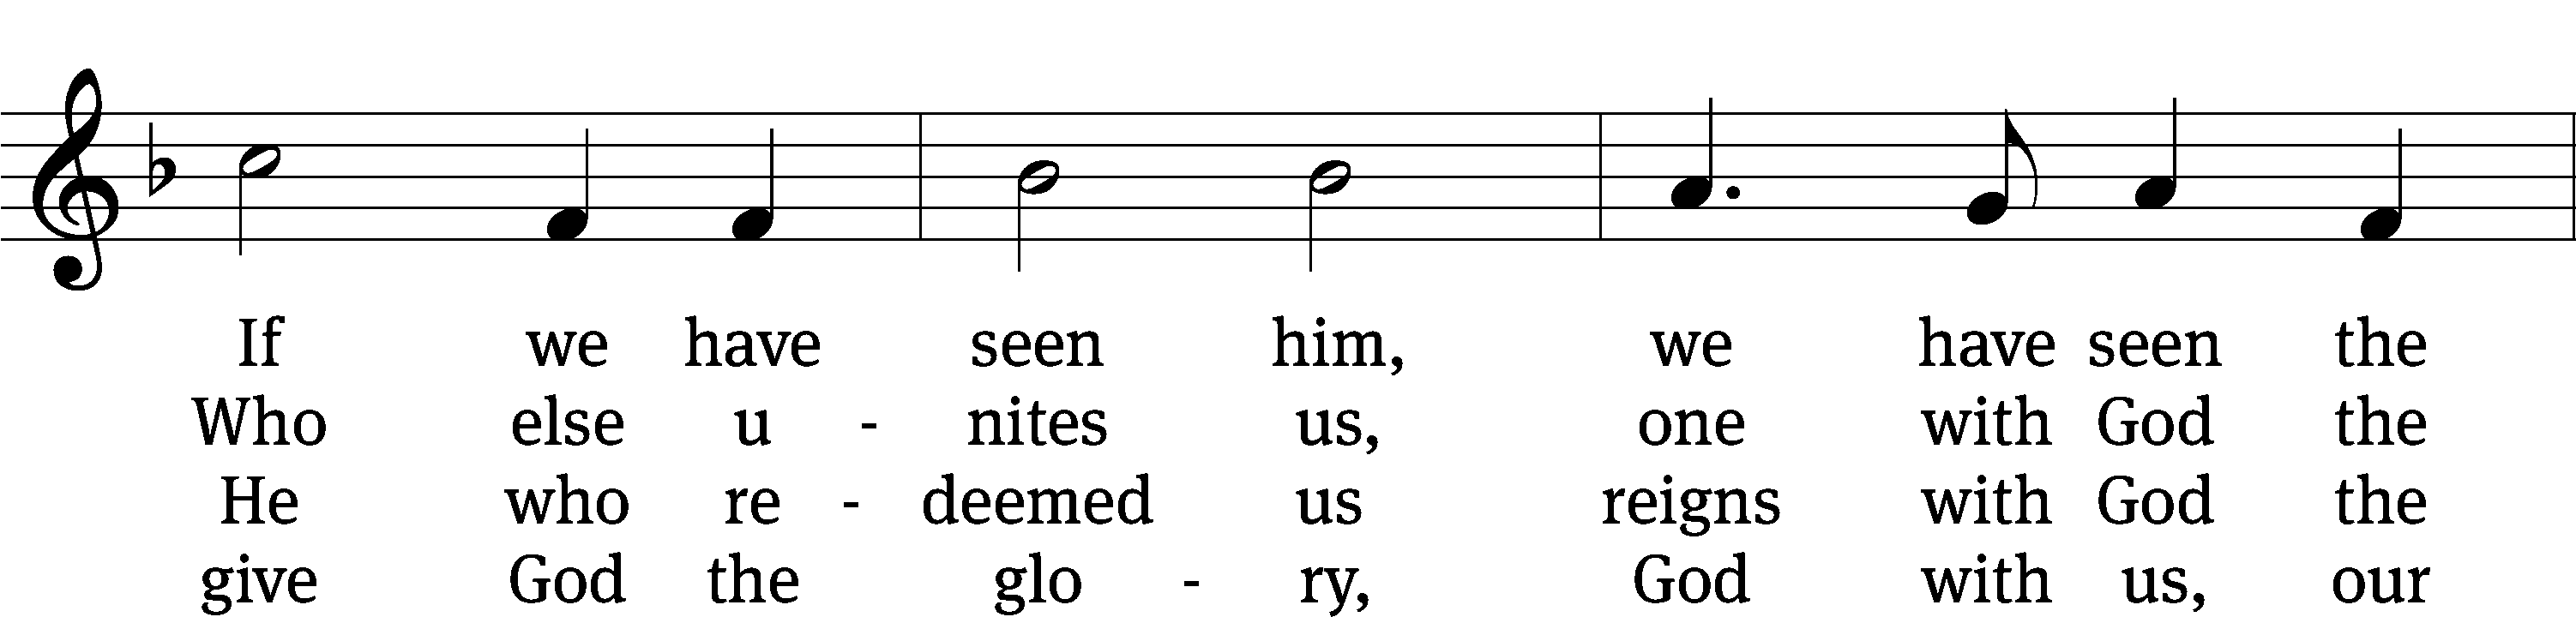 If we have seen him, we have seen the
Who else u - nites us, one with God the
He who re - deemed us reigns with God the
give God the glo - ry, God with us, our